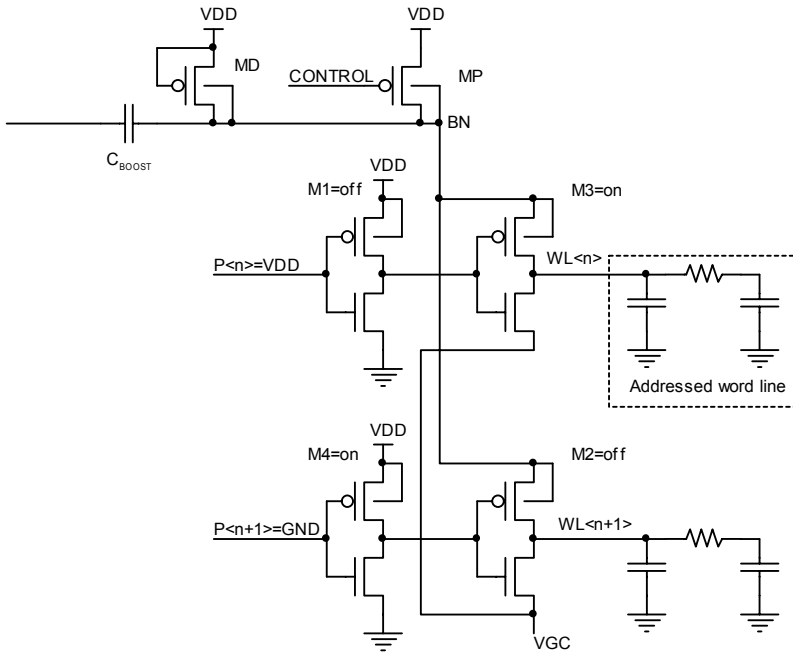 VDD
VDD
MD
CONTROL
MP
BN
C_BOOST
VDD
M1=off
M3=on
P<n>=VDD
WL<n>
Addressed word line
VDD
M4=on
M2=off
P<n+1>=GND
WL<n+1>
VGC